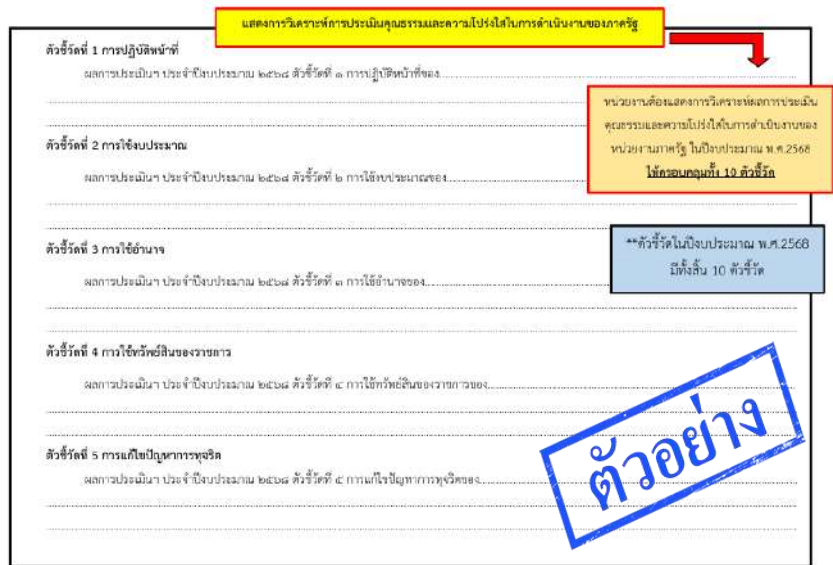 แสดงการวิเคราะห์การประเมินคุณธรรมและความโปร่งใสในการดำเนินงานของภาครัฐ
ตัวชี้วัดที่ 1 การปฏิบัติหน้าที่
ผลการประเมินฯ ประจำปีงบประมาณ ๒๕๖๘ ตัวชี้วัดที่ ๑ การปฏิบัติหน้าที่ของ
หน่วยงานต้องแสดงการวิเคราะห์ผลการประเมิน
คุณธรรมและความโปร่งใสในการดำเนินงานของ
หน่วยงานภาครัฐ ในปีงบประมาณ พ.ศ.2568
ให้ครอบคลุมทั้ง 10 ตัวชี้วัด
ตัวชี้วัดที่ 2 การใช้งบประมาณ
ผลการประเมินฯ ประจำปีงบประมาณ ๒๕๖๘ ตัวชี้วัดที่ ๒ การใช้งบประมาณของ
**ตัวชี้วัดในปีงบประมาณ พ.ศ.2568
มีทั้งสิ้น 10 ตัวชี้วัด
ตัวชี้วัดที่ 3 การใช้อำนาจ
ผลการประเมินฯ ประจำปีงบประมาณ ๒๕๖๘ ตัวชี้วัดที่ ๓ การใช้อำนาจของ
ตัวชี้วัดที่ 4 การใช้ทรัพย์สินของราชการ
ผลการประเมินฯ ประจำปีงบประมาณ ๒๕๖๘ ตัวชี้วัดที่ ๔ การใช้ทรัพย์สินของราชการของ
ตัวชี้วัดที่ 5 การแก้ไขปัญหาการทุจริต
ผลการประเมินฯ ประจำปีงบประมาณ ๒๕๖๘ ตัวชี้วัดที่ ๕ การแก้ไขปัญหาการทุจริตของ
ตัวอย่าง